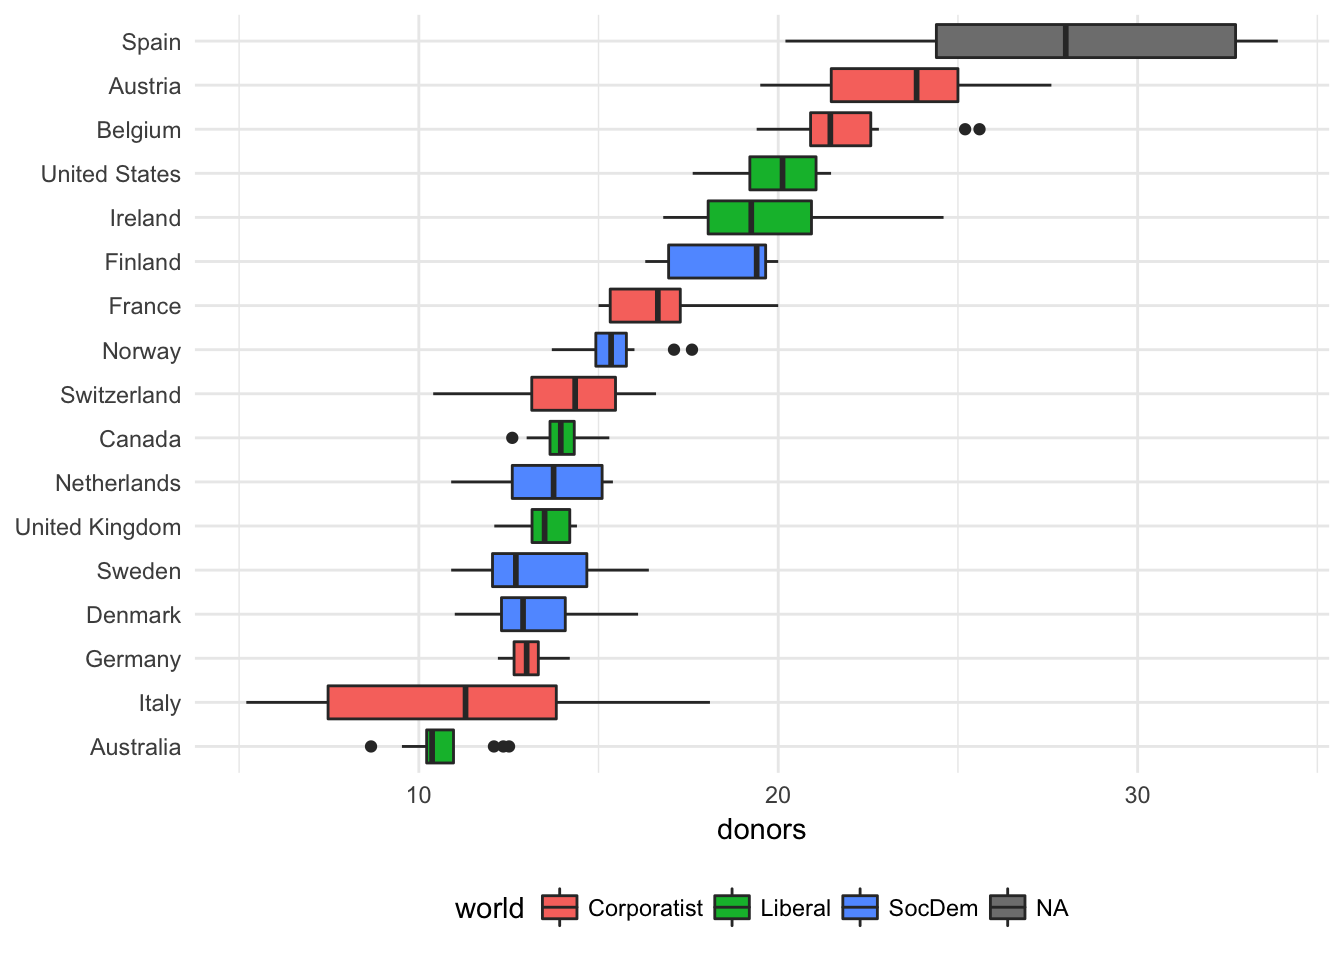 Spain
Austria
Belgium
United States
Ireland
Finland
France
Norway
Switzerland
Canada
Netherlands
United Kingdom
Sweden
Denmark
Germany
Italy
Australia
10 20 30
donors
world Corporatist Liberal SocDem NA